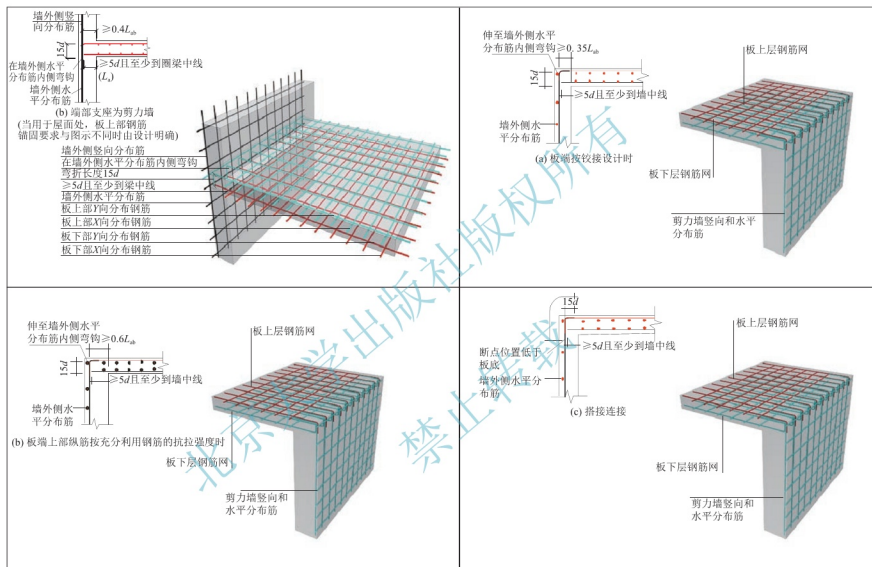 墙外侧竖
向分布筋
≥0.4Lab
15d
在墙外侧水平
分布筋内侧弯钩
≥5d且至少到圈梁中线
(La)
墙外侧水
平分布筋
(b) 端部支座为剪力墙
(当用于屋面处，板上部钢筋
锚固要求与图示不同时由设计明确)
墙外侧竖向分布筋
在墙外侧水平分布筋内侧弯钩
弯折长度15d
≥5d且至少到梁中线
墙外侧水平分布筋
板上部Y向分布钢筋
板上部X向分布钢筋
板下部Y向分布钢筋
板下部X向分布钢筋
伸至墙外侧水平
分布筋内侧弯钩≥0.35Lab
15d
≥5d且至少到墙中线
墙外侧水
平分布筋
(a) 板端按铰接设计时
板上层钢筋网
板下层钢筋网
剪力墙竖向和水平
分布筋
伸至墙外侧水平
分布筋内侧弯钩≥0.6Lab
15d
≥5d且至少到墙中线
墙外侧水
平分布筋
(b) 板端上部纵筋按充分利用钢筋的抗拉强度时
板上层钢筋网
板下层钢筋网
剪力墙竖向和
水平分布筋
15d
断点位置低于
板底
≥5d且至少到墙中线
墙外侧水平分
布筋
(c) 搭接连接
板上层钢筋网
板下层钢筋网
剪力墙竖向和
水平分布筋
北京大学出版社版权所有
禁止转载